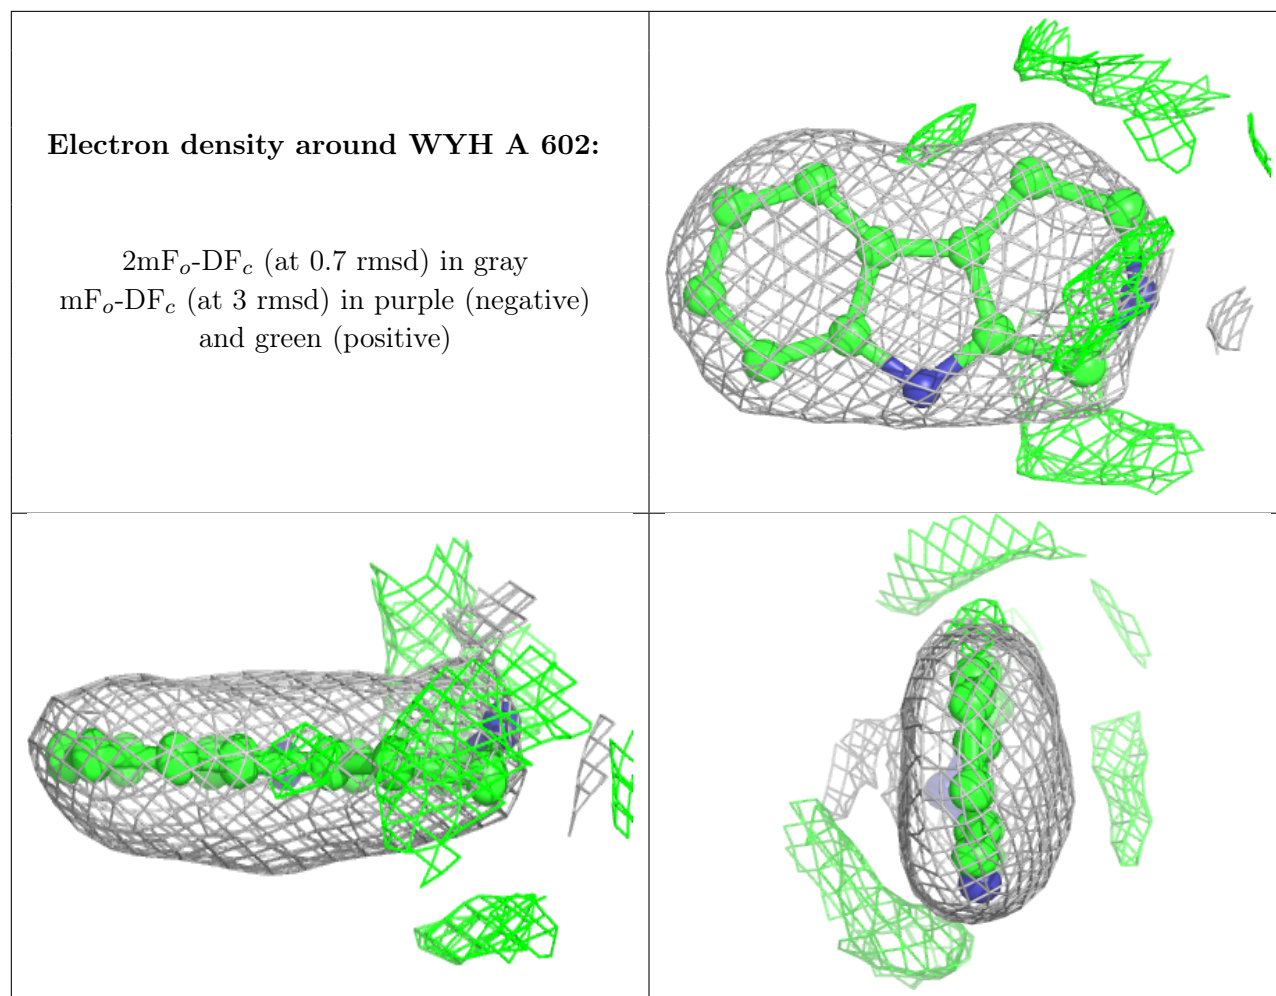 Electron density around WYH A 602:
2mFₒ-DF𝒸 (at 0.7 rmsd) in gray
mFₒ-DF𝒸 (at 3 rmsd) in purple (negative)
and green (positive)